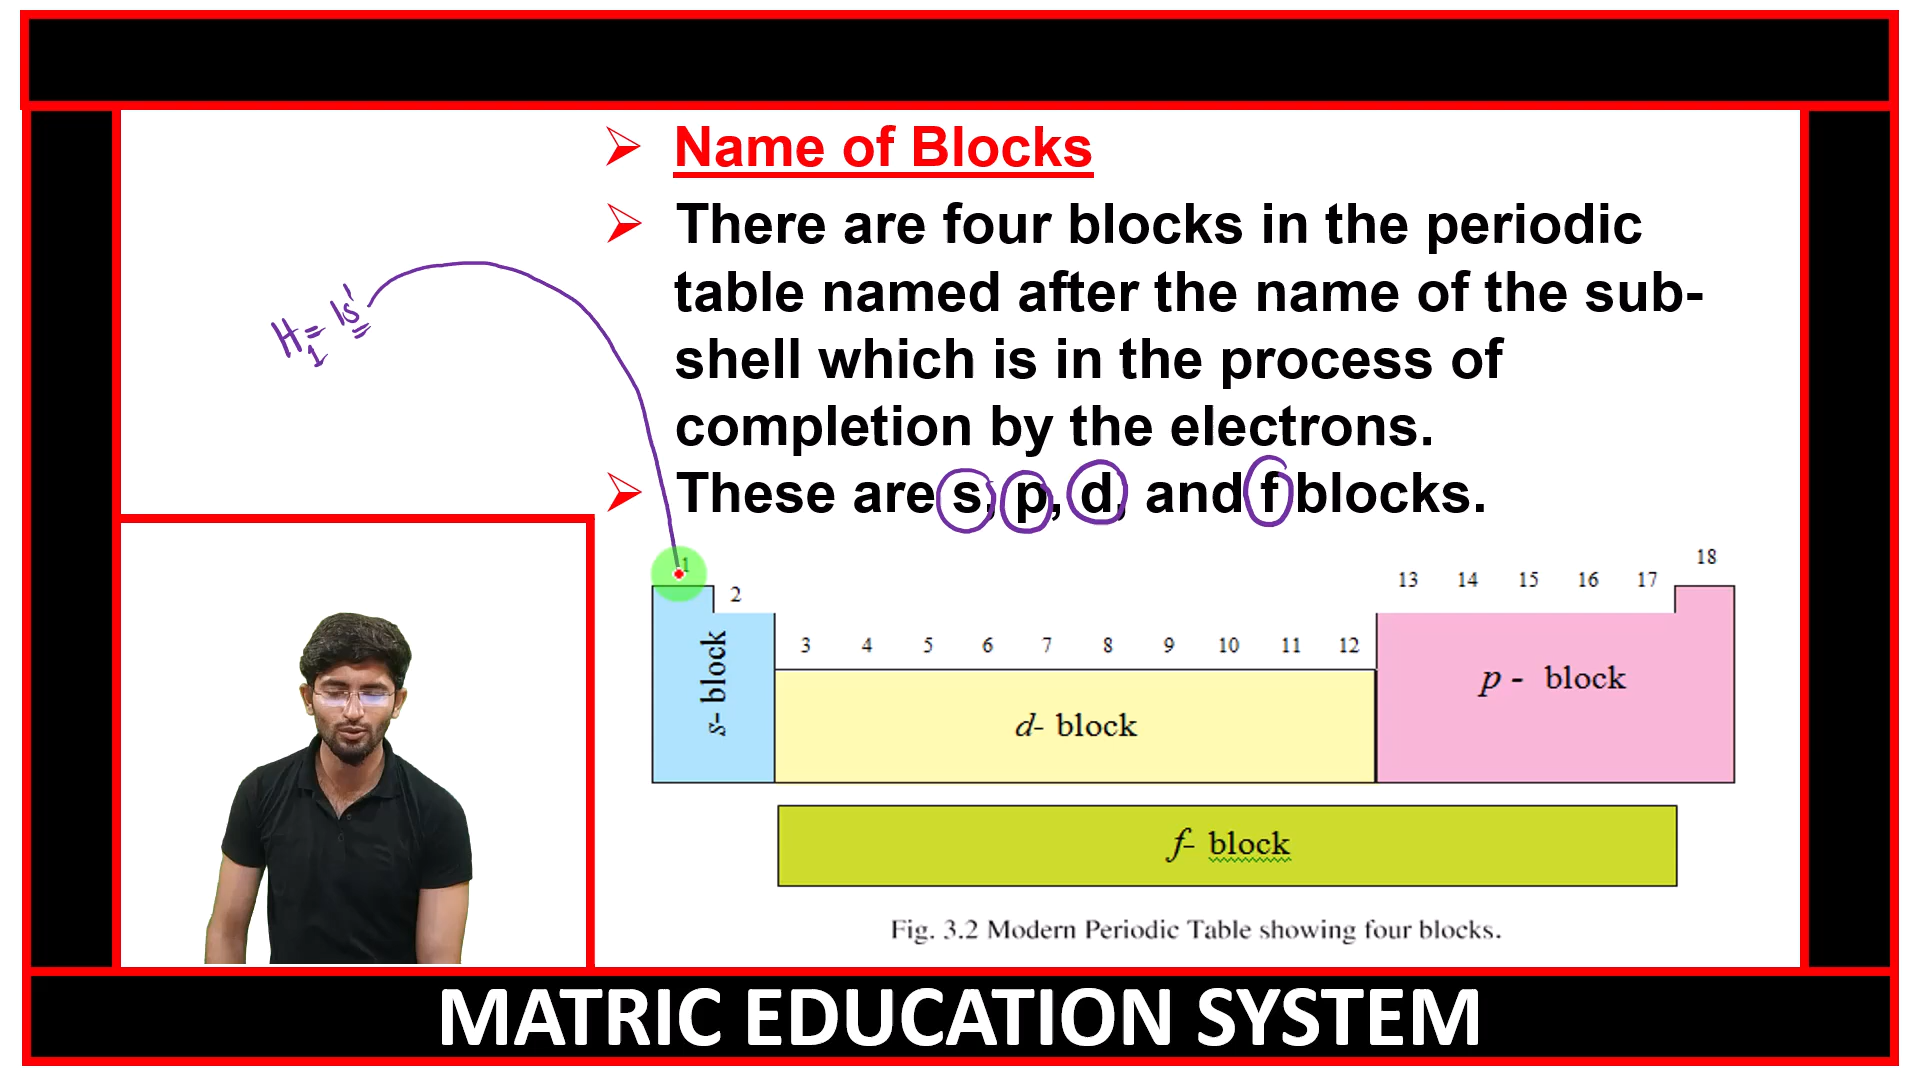 Name of Blocks
There are four blocks in the periodic
table named after the name of the sub-
shell which is in the process of
completion by the electrons.
These are s, p, d, and f blocks.
H₁ = 1s¹
1
18
2
13 14 15 16 17
3 4 5 6 7 8 9 10 11 12
s- block
p - block
d- block
f- block
Fig. 3.2 Modern Periodic Table showing four blocks.
MATRIC EDUCATION SYSTEM